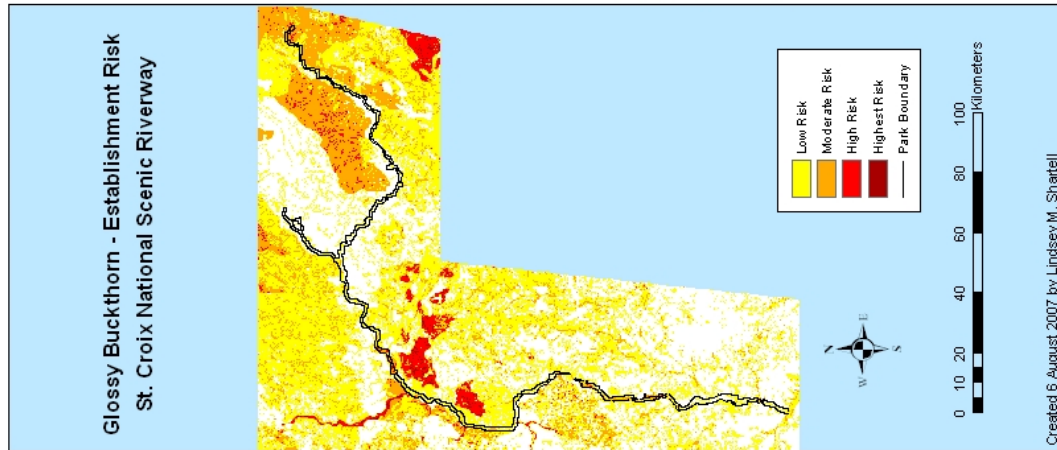 Glossy Buckthorn - Establishment Risk
St. Croix National Scenic Riverway
Low Risk
Moderate Risk
High Risk
Highest Risk
Park Boundary
N
W E
S
0 10 20 40 60 80 100
Kilometers
Created 6 August 2007 by Lindsey M. Shartell